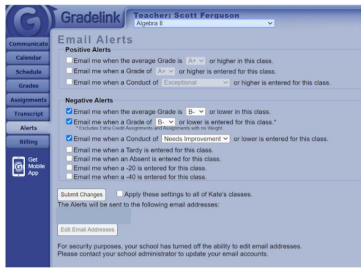 Gradelink
Teacher: Scott Ferguson
Algebra II
Communicate
Calendar
Schedule
Grades
Assignments
Transcript
Alerts
Billing
Get
Mobile
App
Email Alerts
Positive Alerts
Email me when the average Grade is A+ or higher in this class.
Email me when a Grade of A+ or higher is entered for this class.
Email me when a Conduct of Exceptional or higher is entered for this class.
Negative Alerts
Email me when the average Grade is B- or lower in this class.
Email me when a Grade of B- or lower is entered for this class.*
* Excludes Extra Credit Assignments and Assignments with no Weight
Email me when a Conduct of Needs Improvement or lower is entered for this class.
Email me when a Tardy is entered for this class.
Email me when an Absent is entered for this class.
Email me when a -20 is entered for this class.
Email me when a -40 is entered for this class.
Submit Changes Apply these settings to all of Kate's classes.
The Alerts will be sent to the following email addresses:
Edit Email Addresses
For security purposes, your school has turned off the ability to edit email addresses.
Please contact your school administrator to update your email accounts.